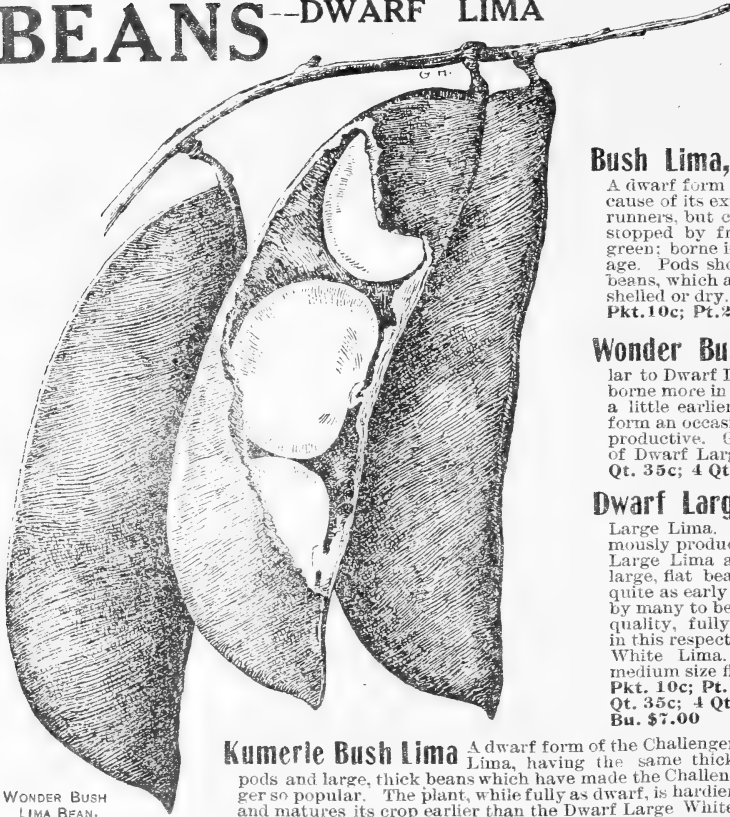 BEANS--DWARF LIMA
G H.
Bush Lima,
A dwarf form
cause of its ex
runners, but c
stopped by fr
green; borne i
age. Pods sho
beans, which a
shelled or dry.
Pkt. 10c; Pt. 2
Wonder Bu
lar to Dwarf L
borne more in
a little earlier
form an occasi
productive. G
of Dwarf Larg
Qt. 35c; 4 Qt
Dwarf Larg
Large Lima.
mously produc
Large Lima a
large, flat bea
quite as early
by many to be
quality, fully
in this respect
White Lima.
medium size fl
Pkt. 10c; Pt.
Qt. 35c; 4 Qt
Bu. $7.00
Kumerle Bush Lima A dwarf form of the Challenger
Lima, having the same thick
pods and large, thick beans which have made the Challen
ger so popular. The plant, while fully as dwarf, is hardier
and matures its crop earlier than the Dwarf Large White
WONDER BUSH
LIMA BEAN.